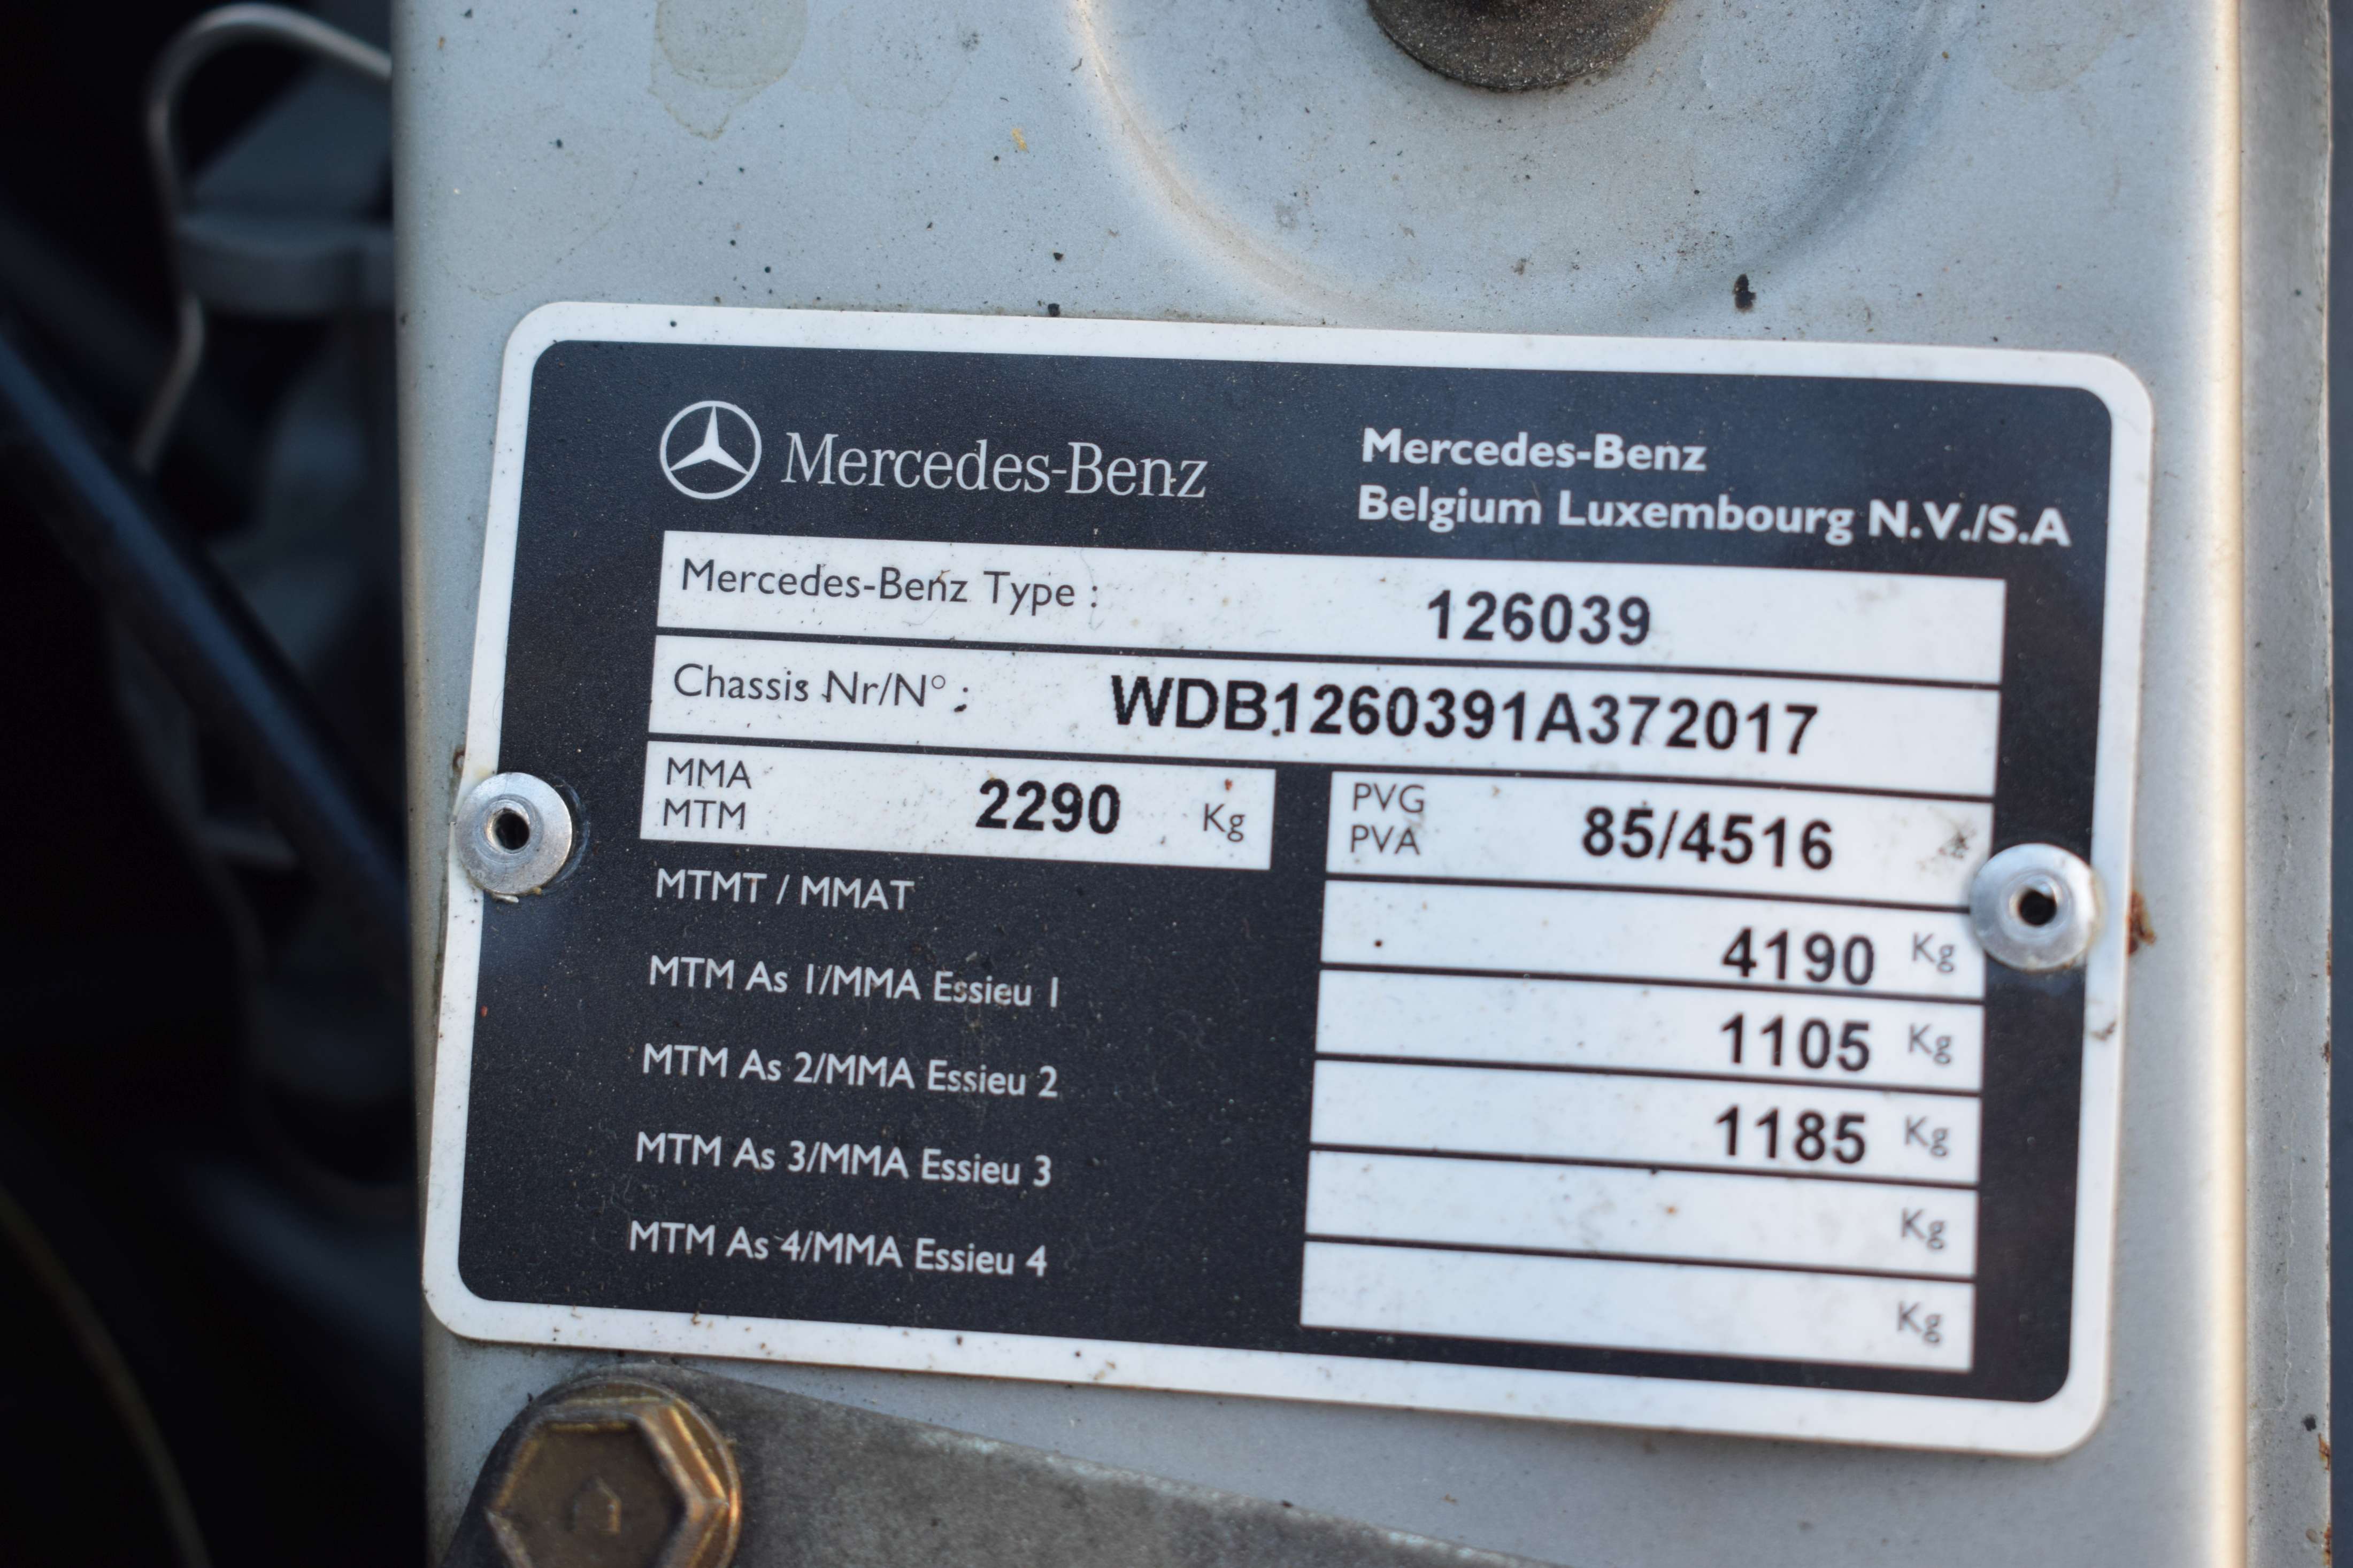 Mercedes-Benz
Mercedes-Benz
Belgium Luxembourg N.V./S.A
Mercedes-Benz Type : 126039
Chassis Nr/N° : WDB1260391A372017
MMA
MTM 2290 Kg
PVG
PVA 85/4516
MTMT / MMAT 4190 Kg
MTM As 1/MMA Essieu 1 1105 Kg
MTM As 2/MMA Essieu 2 1185 Kg
MTM As 3/MMA Essieu 3 Kg
MTM As 4/MMA Essieu 4 Kg